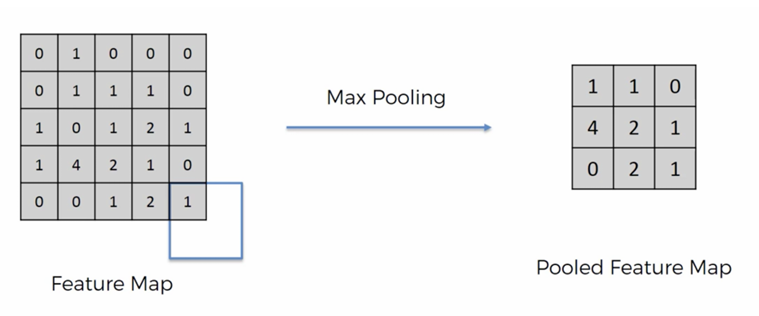 0 1 0 0 0
0 1 1 1 0
1 0 1 2 1
1 4 2 1 0
0 0 1 2 1
Feature Map
Max Pooling
1 1 0
4 2 1
0 2 1
Pooled Feature Map